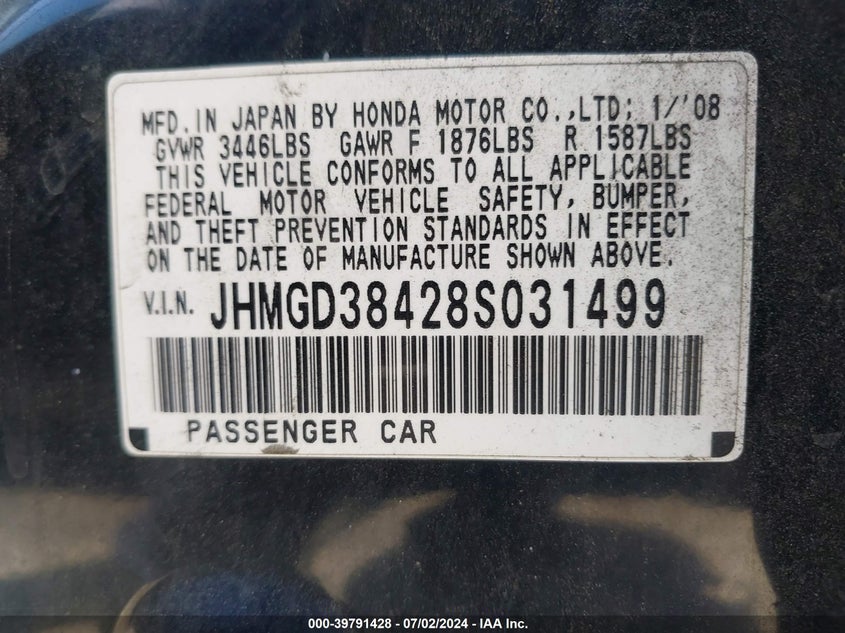 MFD. IN JAPAN BY HONDA MOTOR CO.,LTD; 1/'08
GVWR 3446LBS GAWR F 1876LBS R 1587LBS
THIS VEHICLE CONFORMS TO ALL APPLICABLE
FEDERAL MOTOR VEHICLE SAFETY, BUMPER,
AND THEFT PREVENTION STANDARDS IN EFFECT
ON THE DATE OF MANUFACTURE SHOWN ABOVE.
V.I.N. JHMGD38428S031499
PASSENGER CAR
000-39791428 - 07/02/2024 - IAA Inc.